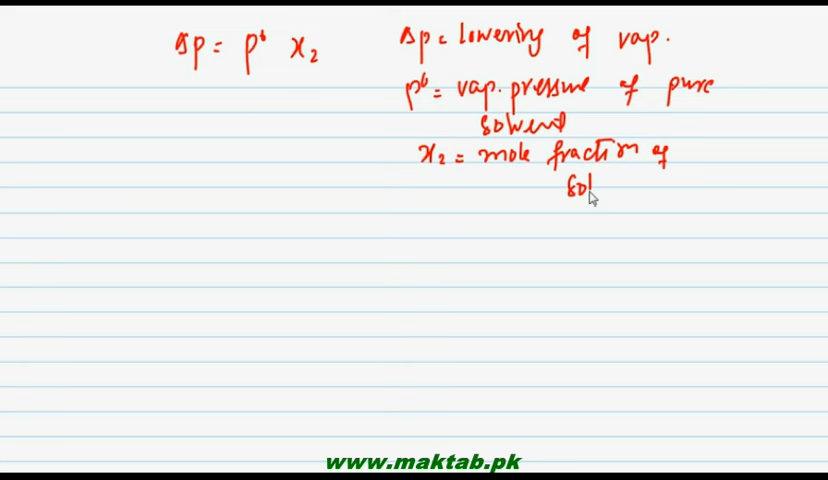 Δp = p° x₂
Δp = lowering of vap.
p° = vap. pressure of pure
solvent
x₂ = mole fraction of
sol
www.maktab.pk